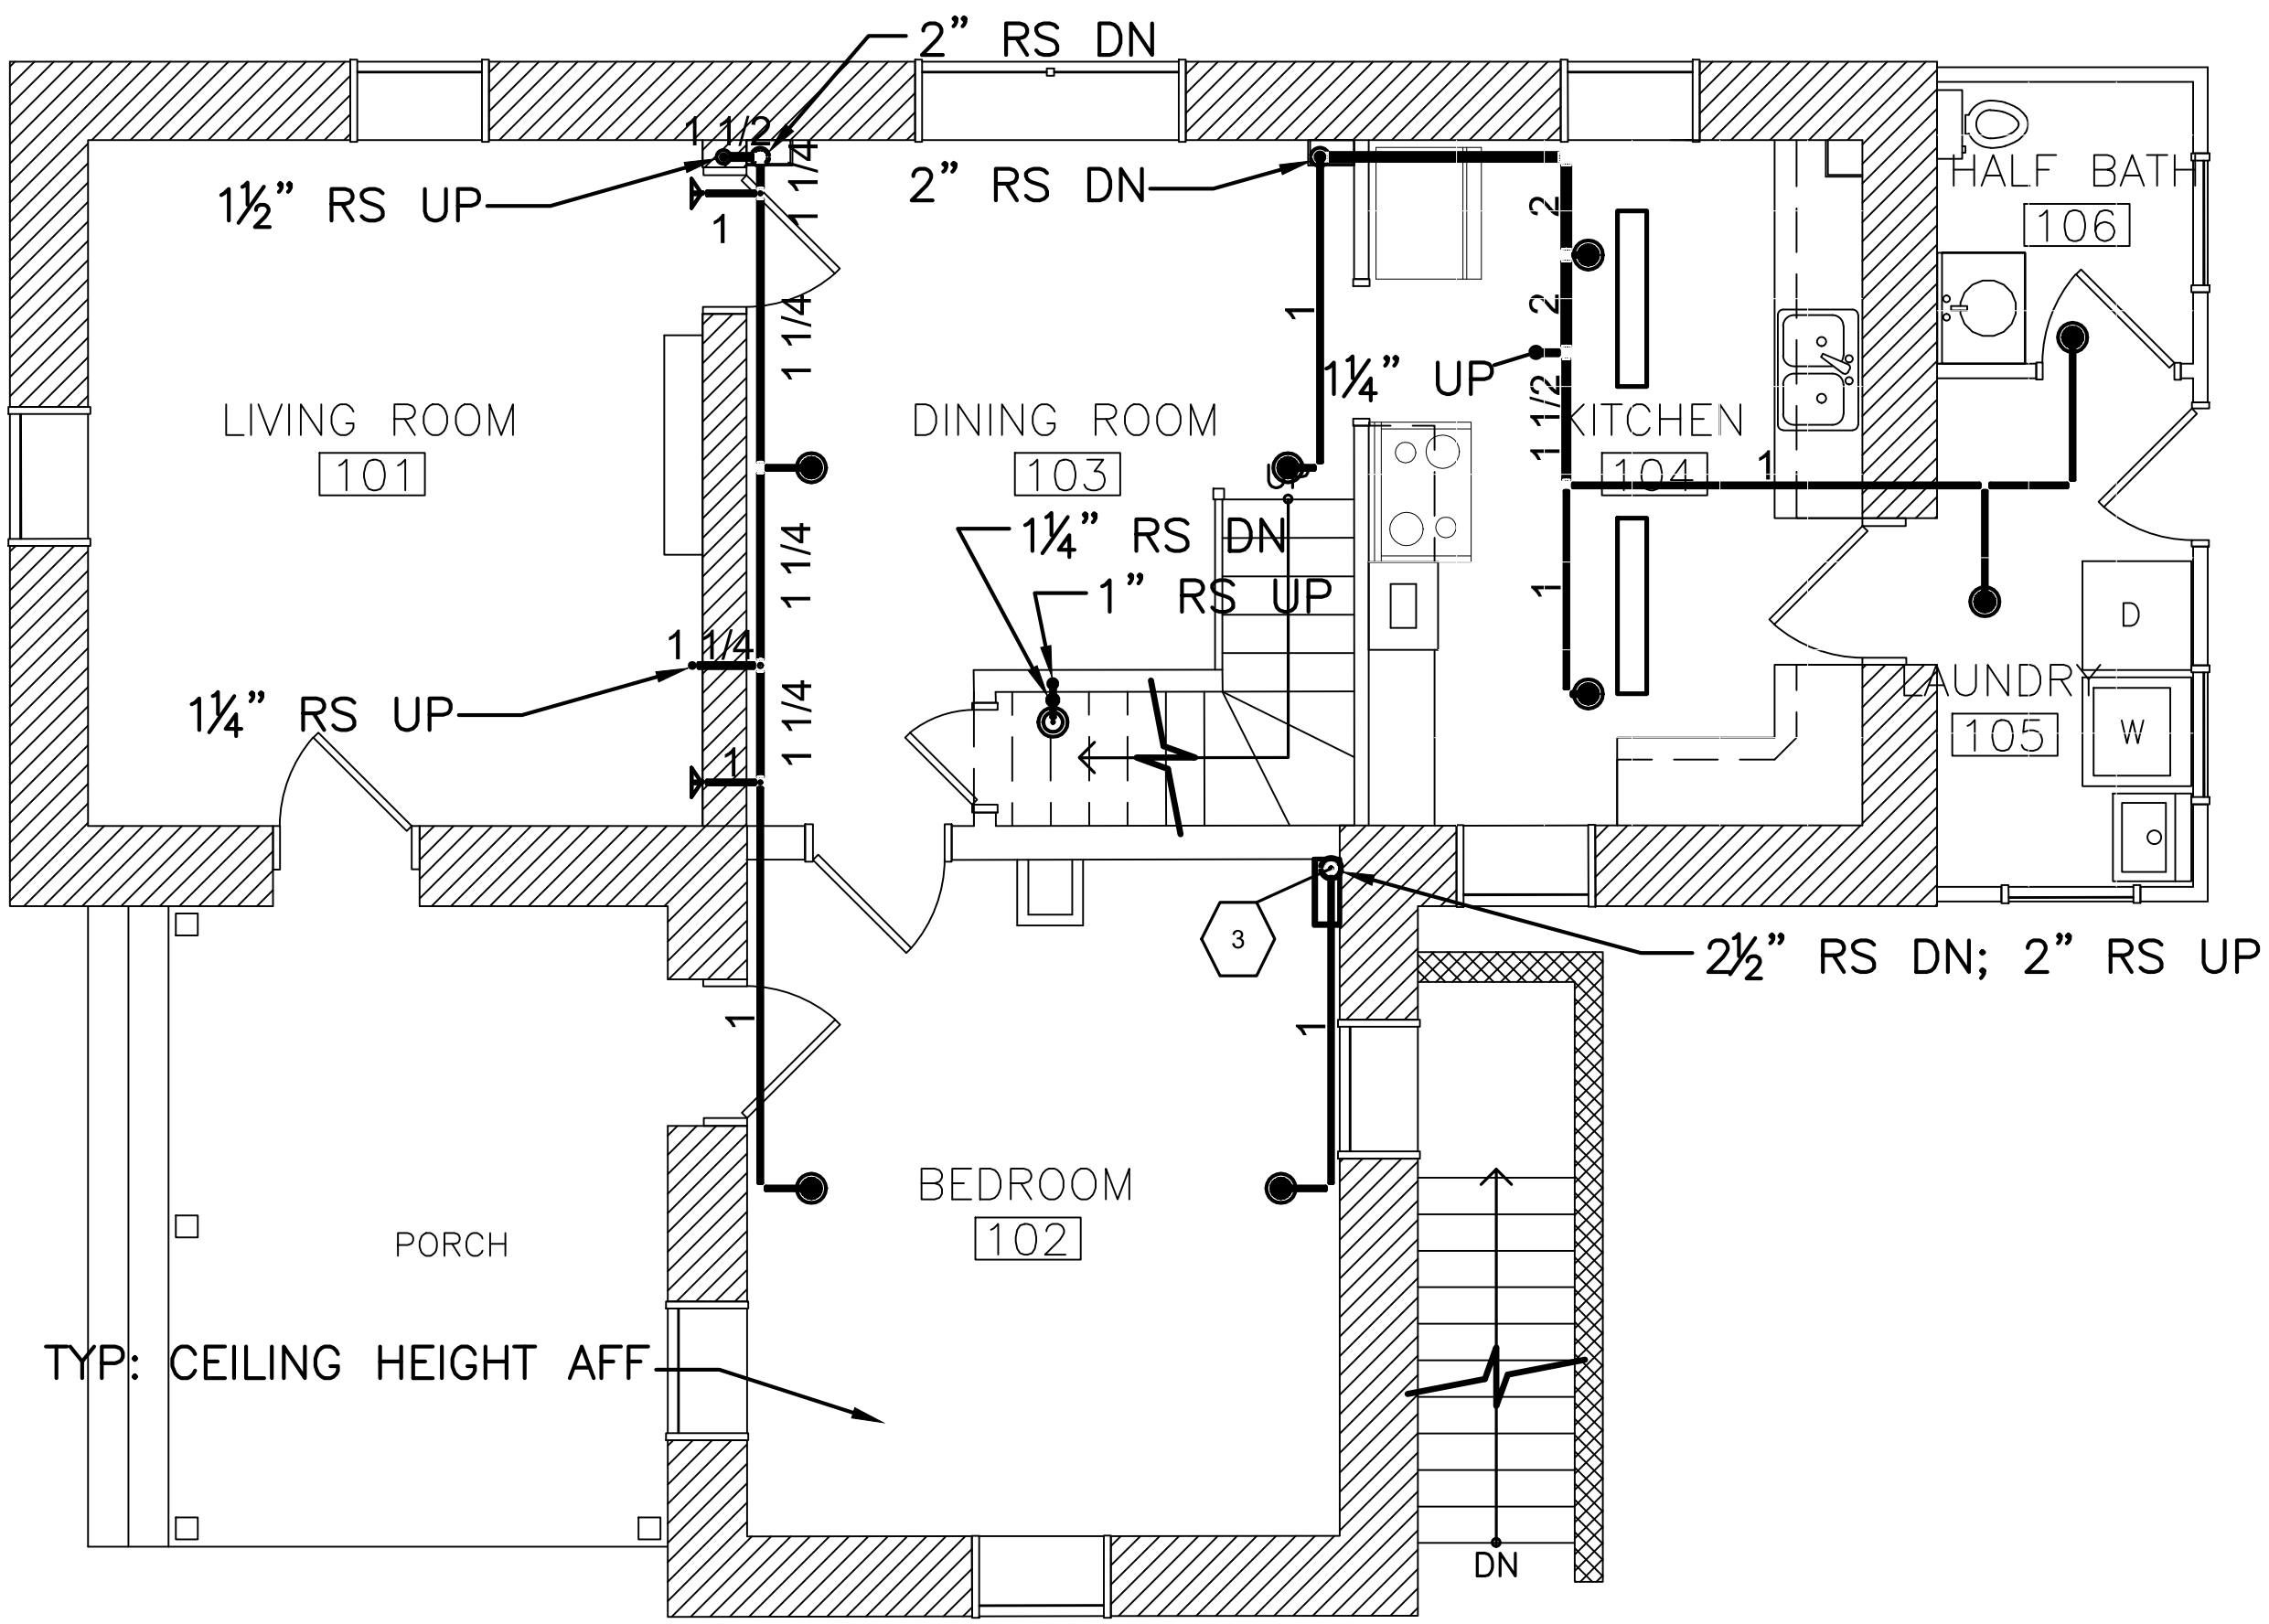 2" RS DN
1 1/2
1 1/4
1½" RS UP
1
1
2" RS DN
2
HALF BATH
106
1 1/4
2
1
1¼" UP
1 1/2
LIVING ROOM
101
DINING ROOM
103
KITCHEN
104
1
UP
1¼" RS DN
1 1/4
1" RS UP
1
D
1 1/4
1¼" RS UP
1 1/4
LAUNDRY
105
W
1
3
2½" RS DN; 2" RS UP
1
1
BEDROOM
102
PORCH
TYP: CEILING HEIGHT AFF
DN